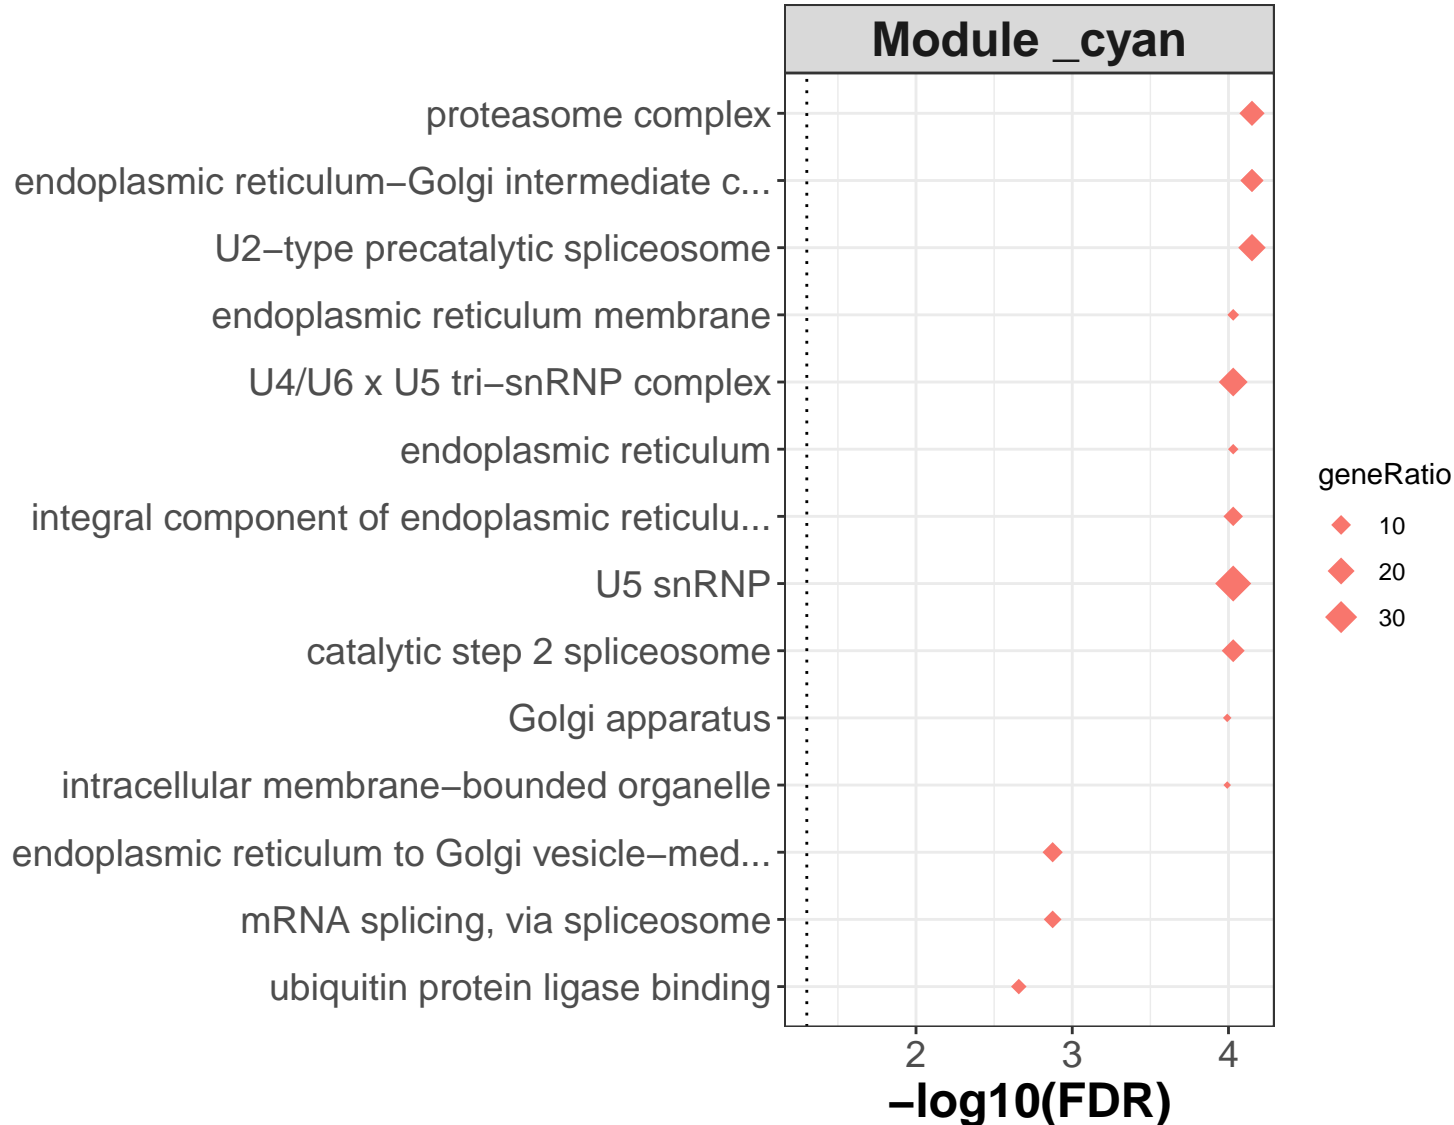 Module _cyan
proteasome complex
endoplasmic reticulum−Golgi intermediate c...
U2−type precatalytic spliceosome
endoplasmic reticulum membrane
U4/U6 x U5 tri−snRNP complex
endoplasmic reticulum
integral component of endoplasmic reticulu...
U5 snRNP
catalytic step 2 spliceosome
Golgi apparatus
intracellular membrane−bounded organelle
endoplasmic reticulum to Golgi vesicle−med...
mRNA splicing, via spliceosome
ubiquitin protein ligase binding
2 3 4
−log10(FDR)
geneRatio
10
20
30